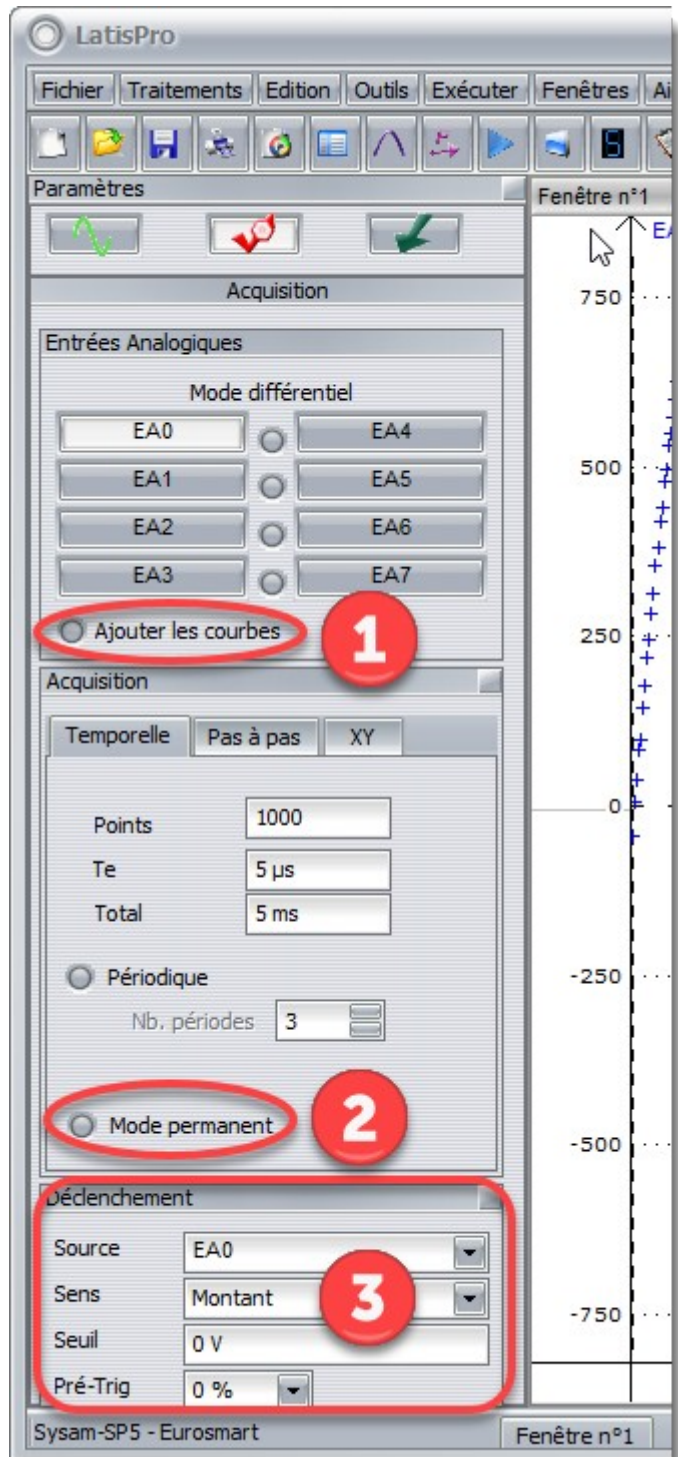 LatisPro
Fichier Traitements Edition Outils Exécuter Fenêtres
Paramètres
Fenêtre n°1
Acquisition
750
Entrées Analogiques
Mode différentiel
EA0 EA4
500
EA1 EA5
EA2 EA6
EA3 EA7
Ajouter les courbes 1
250
Acquisition
Temporelle Pas à pas XY
0
Points 1000
Te 5 µs
Total 5 ms
-250
Périodique
Nb. périodes 3
Mode permanent 2
-500
Déclenchement
Source EA0
Sens Montant 3
-750
Seuil 0 V
Pré-Trig 0 %
Sysam-SP5 - Eurosmart Fenêtre n°1